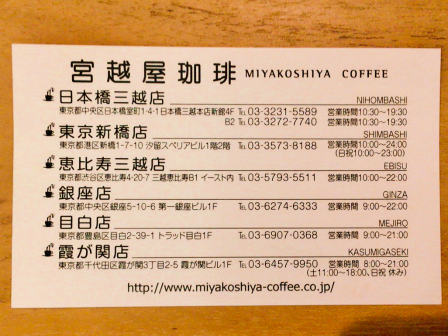 宮越屋珈琲 MIYAKOSHIYA COFFEE
日本橋三越店 NIHOMBASHI
東京都中央区日本橋室町1-4-1日本橋三越本店新館4F TEL 03-3231-5589 営業時間10:30~19:30
B2 TEL 03-3272-7740 営業時間10:30~19:30
東京新橋店 SHIMBASHI
東京都港区新橋1-7-10 汐留スペリアビル1階2階 TEL 03-3573-8188 営業時間10:00~24:00
(日祝10:00~23:00)
恵比寿三越店 EBISU
東京都渋谷区恵比寿4-20-7 三越恵比寿B1 イースト内 TEL 03-5793-5511 営業時間10:00~22:00
銀座店 GINZA
東京都中央区銀座5-10-6 第一銀座ビル1F TEL 03-6274-6333 営業時間 9:00~22:00
目白店 MEJIRO
東京都豊島区目白2-39-1 トラッド目白1F TEL 03-6907-0368 営業時間 9:00~21:00
霞が関店 KASUMIGASEKI
東京都千代田区霞が関3丁目2-5 霞が関ビル1F TEL 03-6457-9950 営業時間 8:00~21:00
(土11:00~18:00、日祝 休み)
http://www.miyakoshiya-coffee.co.jp/